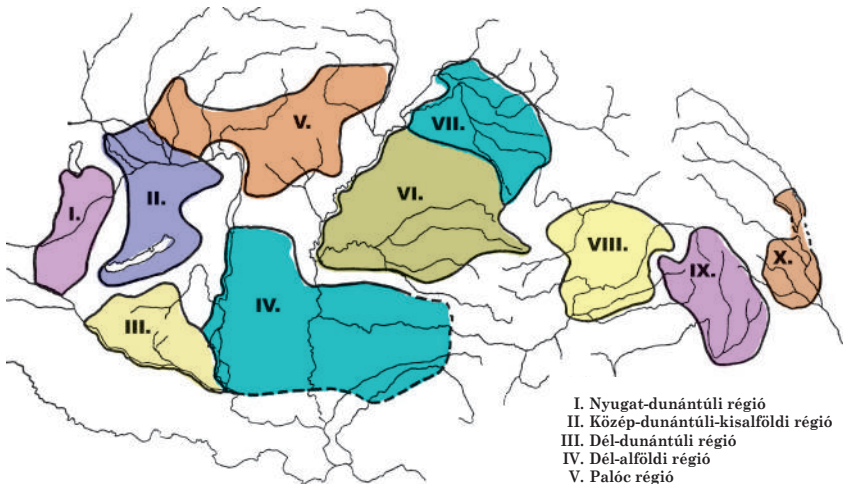 V.
VII.
I.
II.
VI.
VIII.
IX.
X.
III.
IV.
I. Nyugat-dunántúli régió
II. Közép-dunántúli-kisalföldi régió
III. Dél-dunántúli régió
IV. Dél-alföldi régió
V. Palóc régió